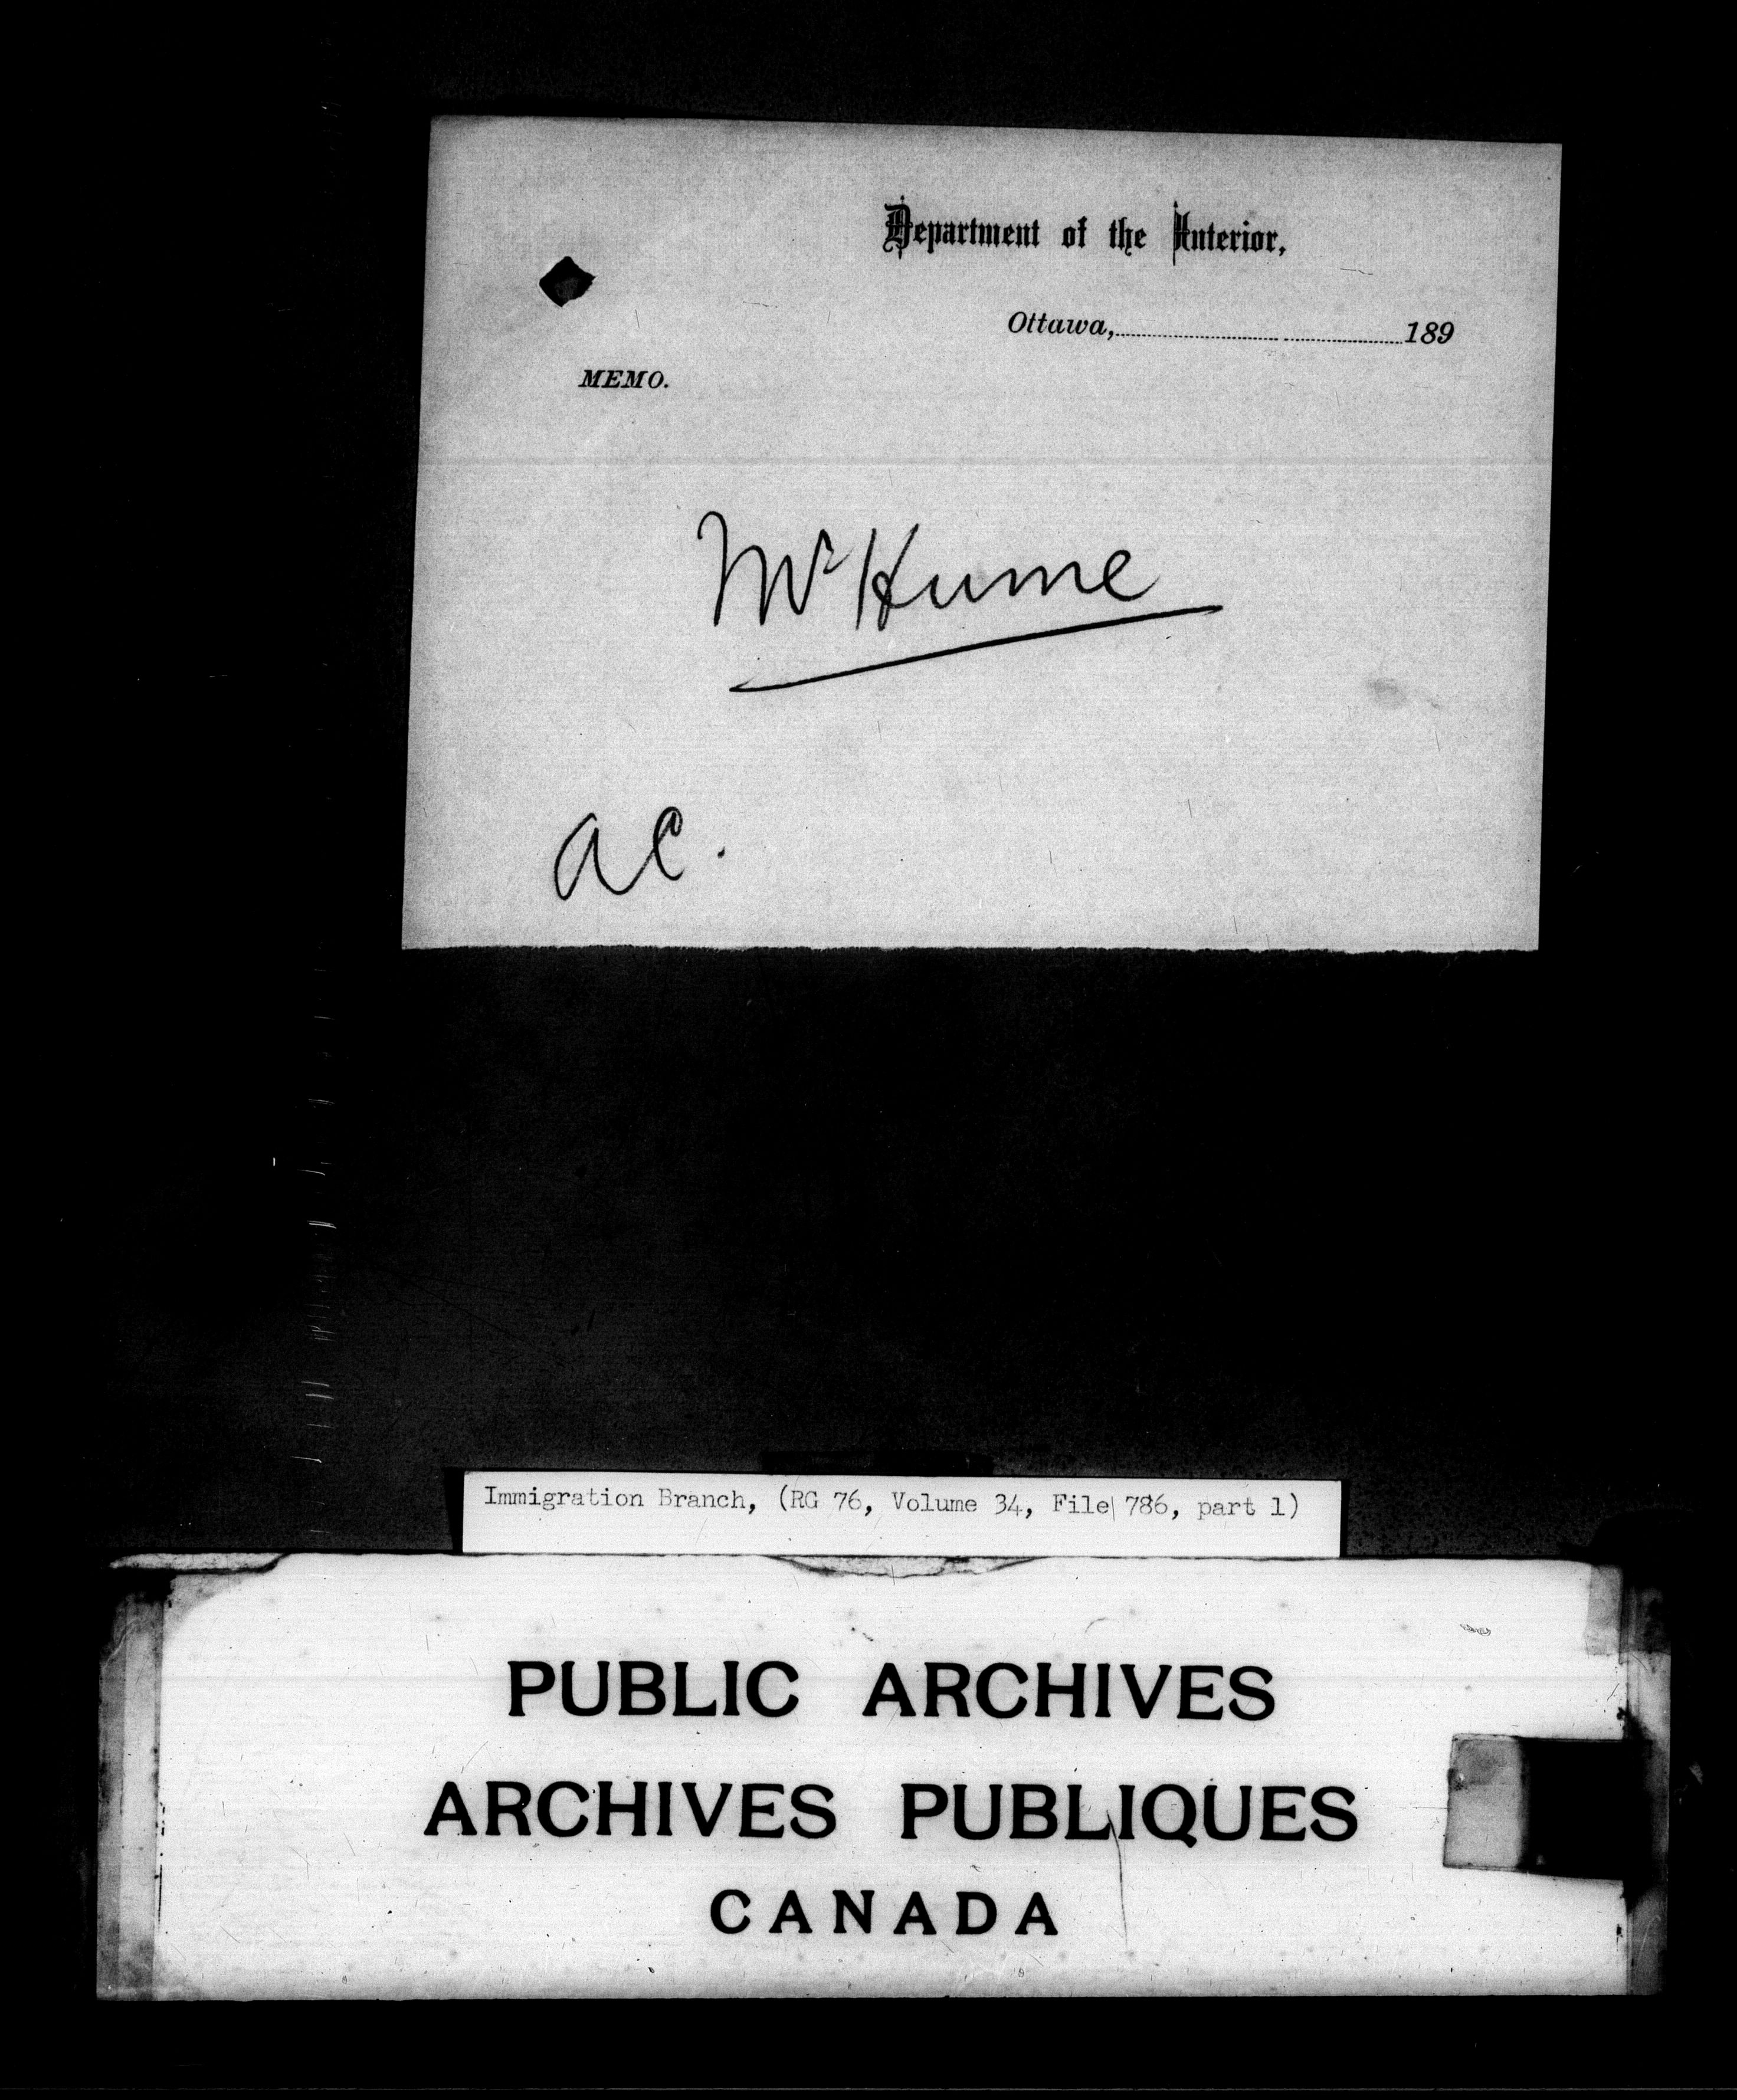 Department of the Interior,
Ottawa, 189
MEMO.
Mr Hume
ac.
Immigration Branch, (RG 76, Volume 34, File 786, part 1)
PUBLIC ARCHIVES
ARCHIVES PUBLIQUES
CANADA